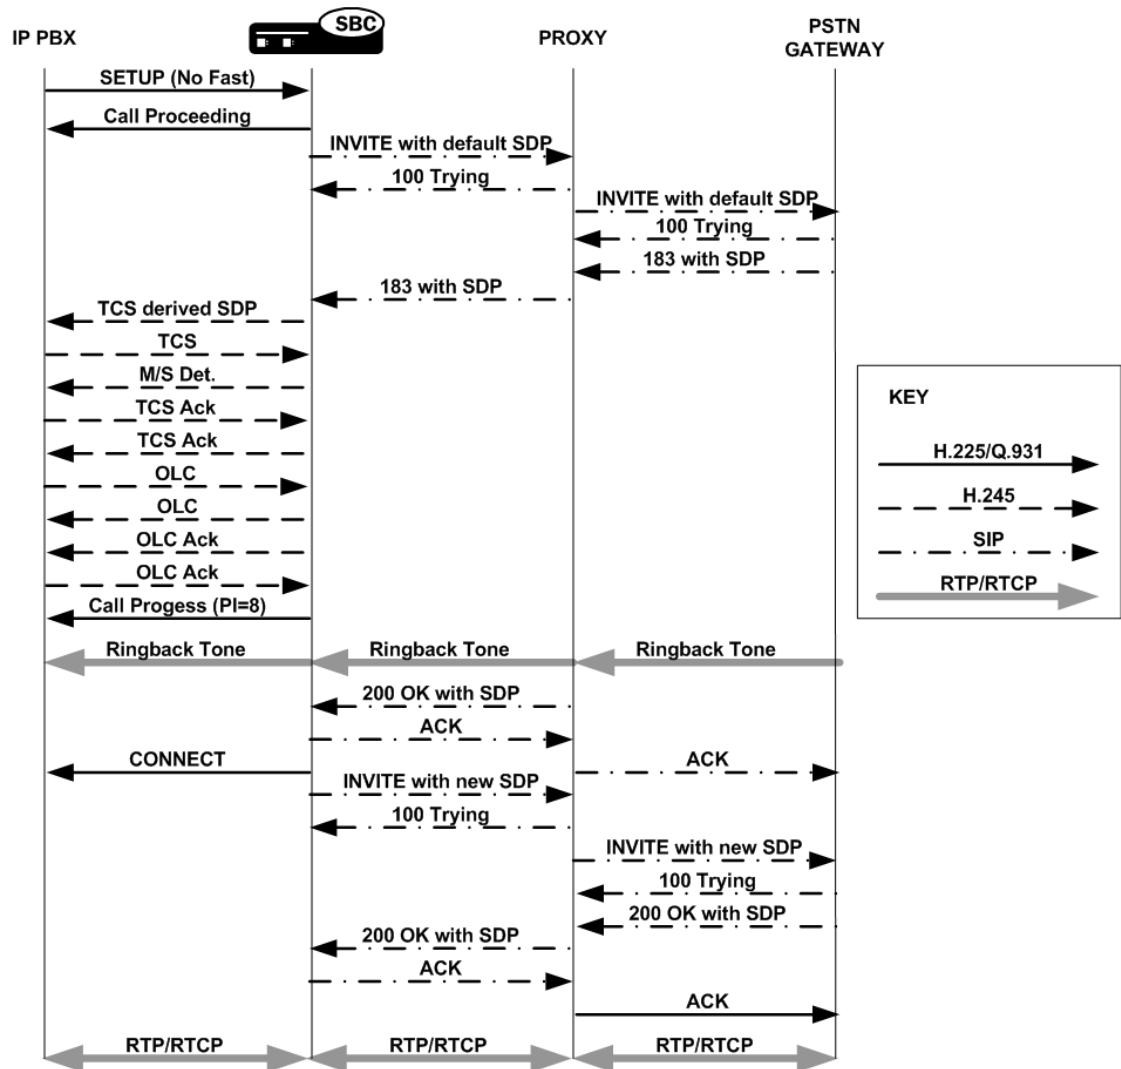 IP PBX
SBC
PROXY
PSTN
GATEWAY
SETUP (No Fast)
Call Proceeding
INVITE with default SDP
100 Trying
INVITE with default SDP
100 Trying
183 with SDP
183 with SDP
TCS derived SDP
TCS
M/S Det.
TCS Ack
TCS Ack
OLC
OLC
OLC Ack
OLC Ack
Call Progess (PI=8)
Ringback Tone
Ringback Tone
Ringback Tone
200 OK with SDP
ACK
CONNECT
ACK
INVITE with new SDP
100 Trying
INVITE with new SDP
100 Trying
200 OK with SDP
200 OK with SDP
ACK
ACK
RTP/RTCP
RTP/RTCP
RTP/RTCP
KEY
H.225/Q.931
H.245
SIP
RTP/RTCP